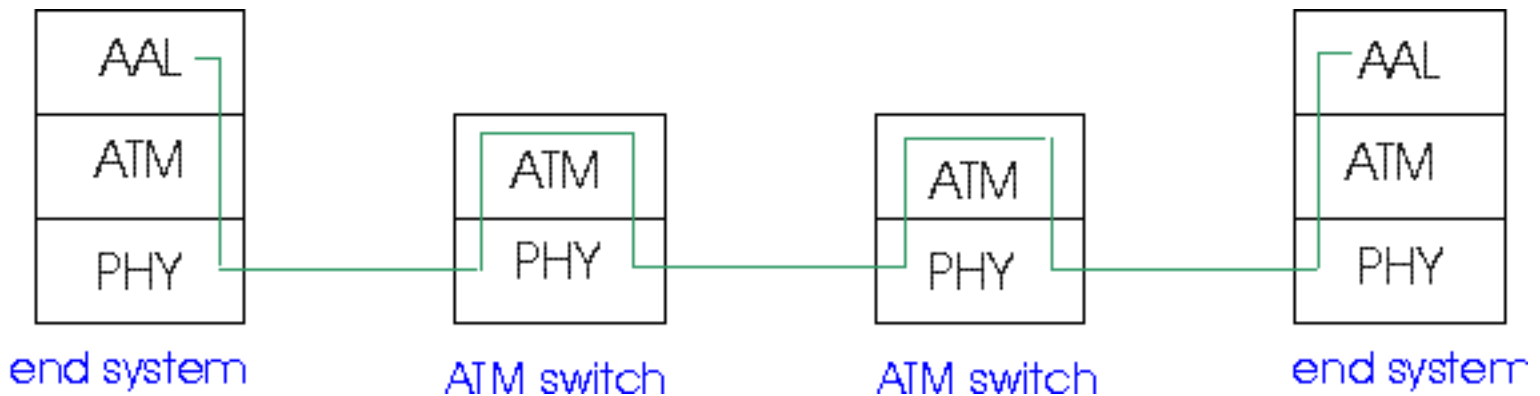 AAL
ATM
PHY
end system
ATM
PHY
ATM switch
ATM
PHY
ATM switch
AAL
ATM
PHY
end system